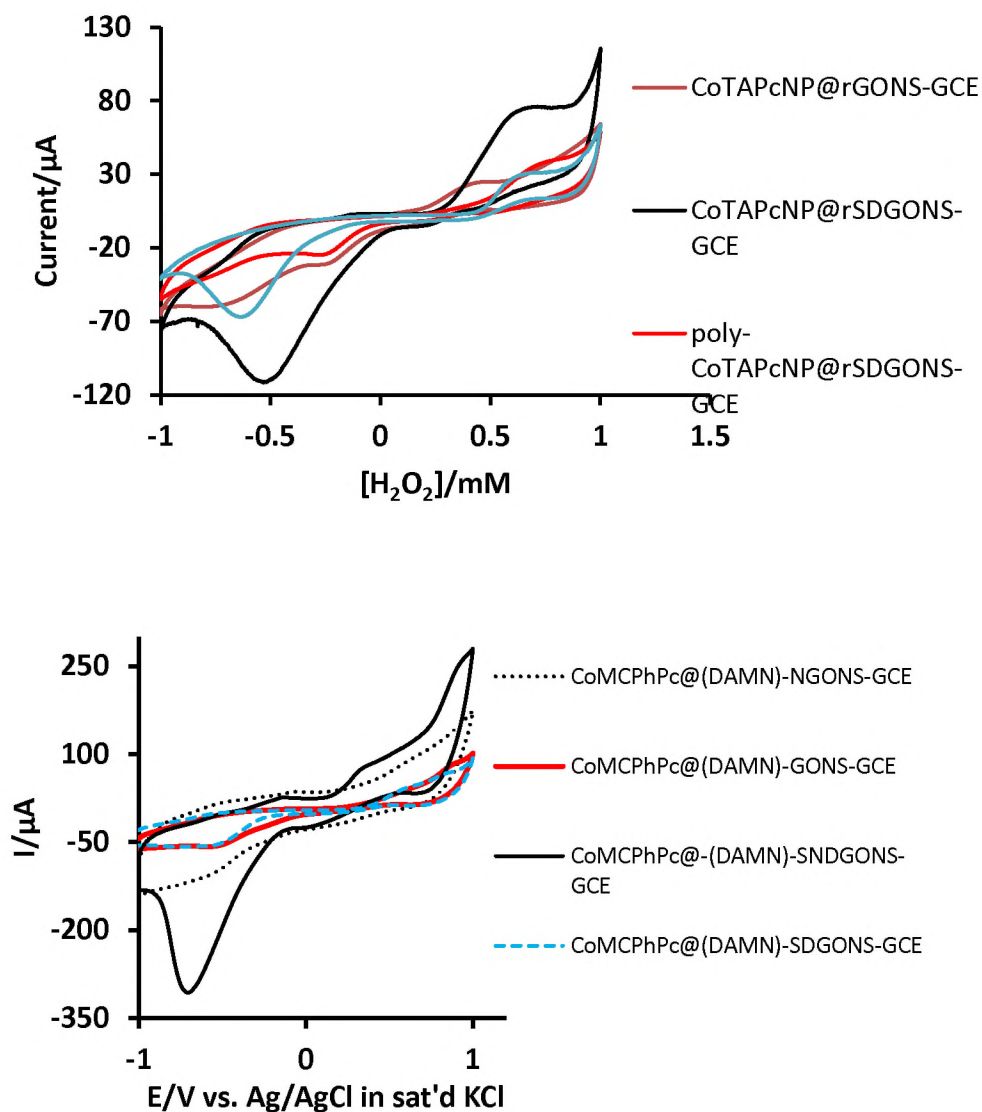 130
80
30
-20
-70
-120
Current/µA
-1
-0.5
0
0.5
1
1.5
[H₂O₂]/mM
CoTAPcNP@rGONS-GCE
CoTAPcNP@rSDGONS-
GCE
poly-
CoTAPcNP@rSDGONS-
GCE
250
100
-50
-200
-350
I/µA
-1
0
1
E/V vs. Ag/AgCl in sat'd KCl
CoMCPhPc@(DAMN)-NGONS-GCE
CoMCPhPc@(DAMN)-GONS-GCE
CoMCPhPc@-(DAMN)-SNDGONS-
GCE
CoMCPhPc@(DAMN)-SDGONS-GCE